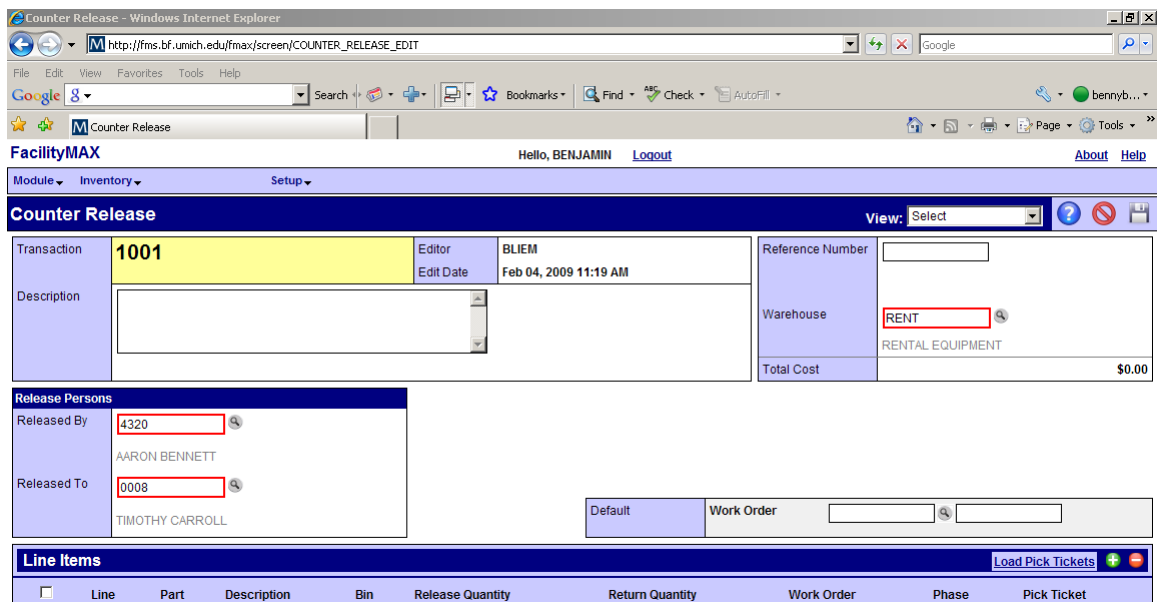 Counter Release - Windows Internet Explorer
http://fms.bf.umich.edu/fmax/screen/COUNTER_RELEASE_EDIT
Google
File Edit View Favorites Tools Help
Google Search Bookmarks Find Check AutoFill bennyb...
Counter Release Page Tools
FacilityMAX Hello, BENJAMIN Logout About Help
Module Inventory Setup
Counter Release View: Select
Transaction 1001 Editor BLIEM Reference Number
Edit Date Feb 04, 2009 11:19 AM
Description
Warehouse RENT
RENTAL EQUIPMENT
Total Cost $0.00
Release Persons
Released By 4320
AARON BENNETT
Released To 0008
TIMOTHY CARROLL
Default Work Order
Line Items Load Pick Tickets
Line Part Description Bin Release Quantity Return Quantity Work Order Phase Pick Ticket